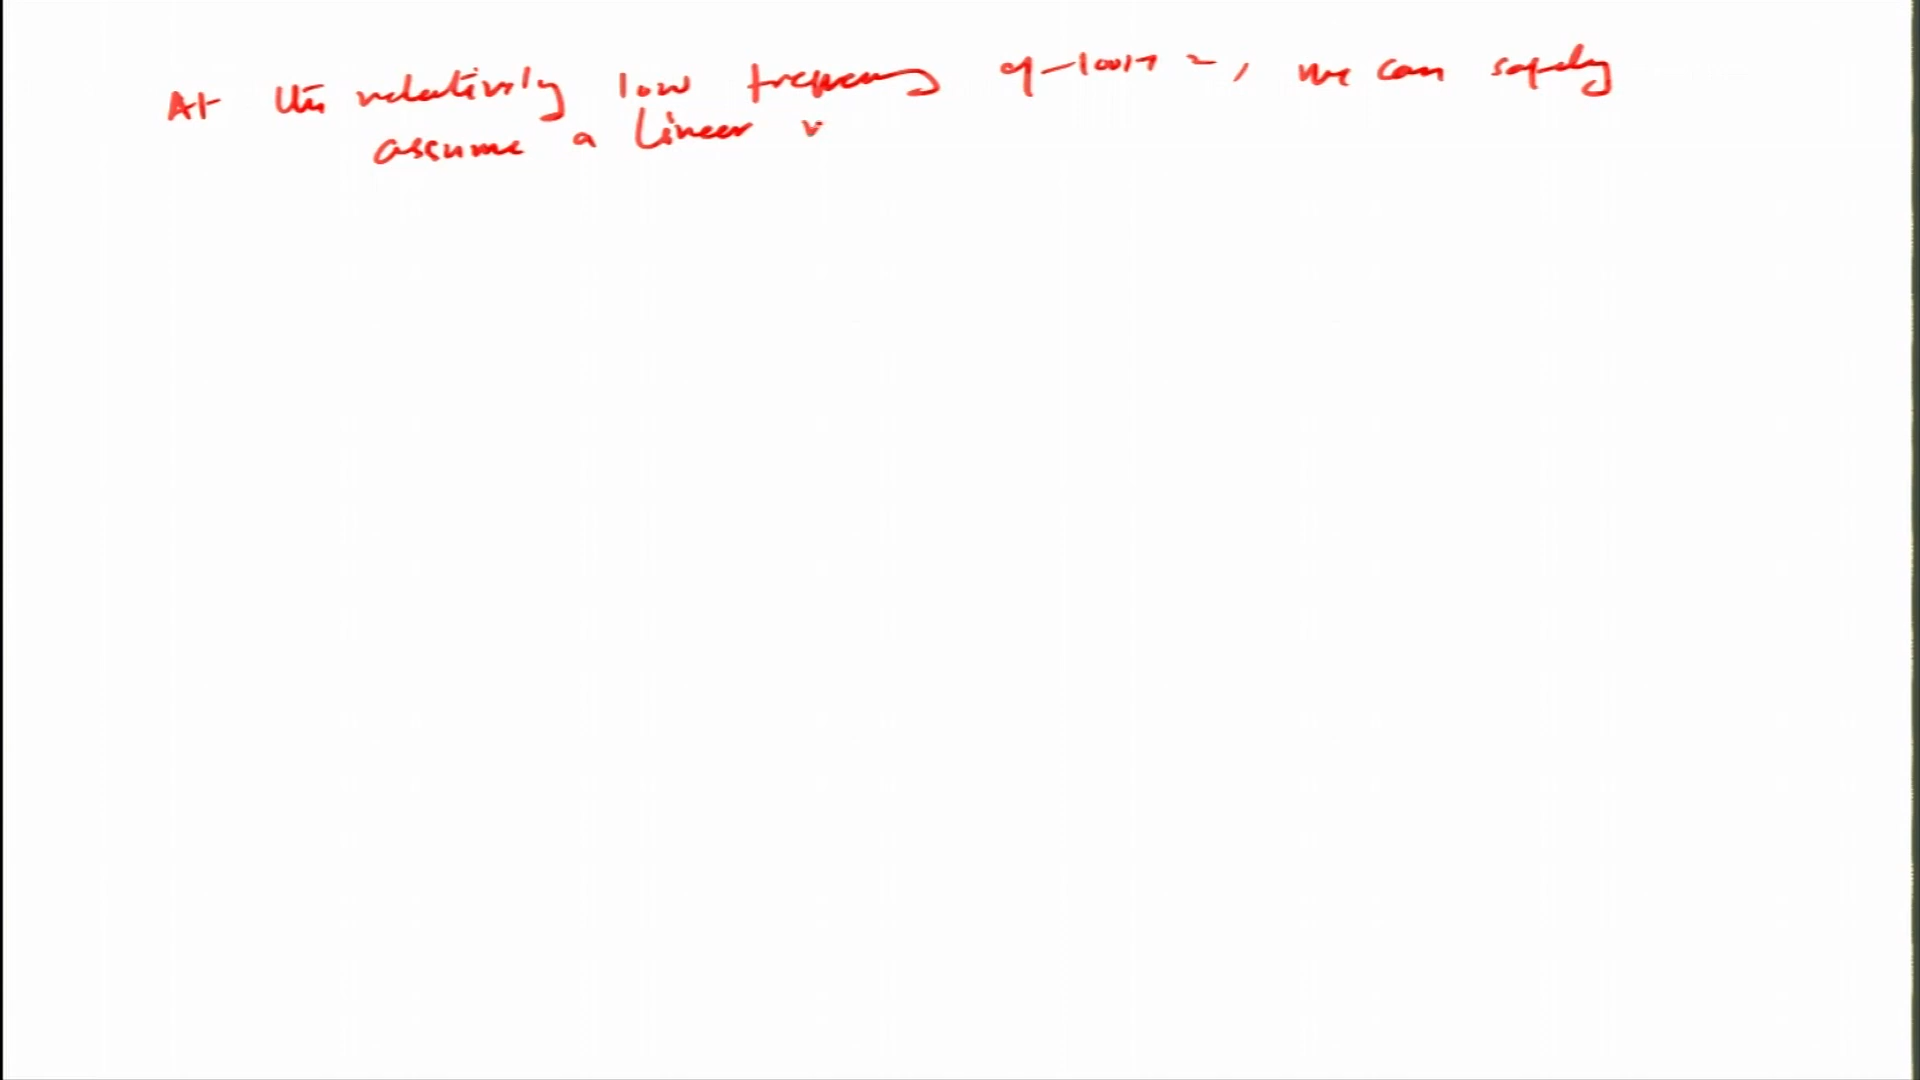 At the relatively low frequency of 100Hz, we can safely
assume a linear v